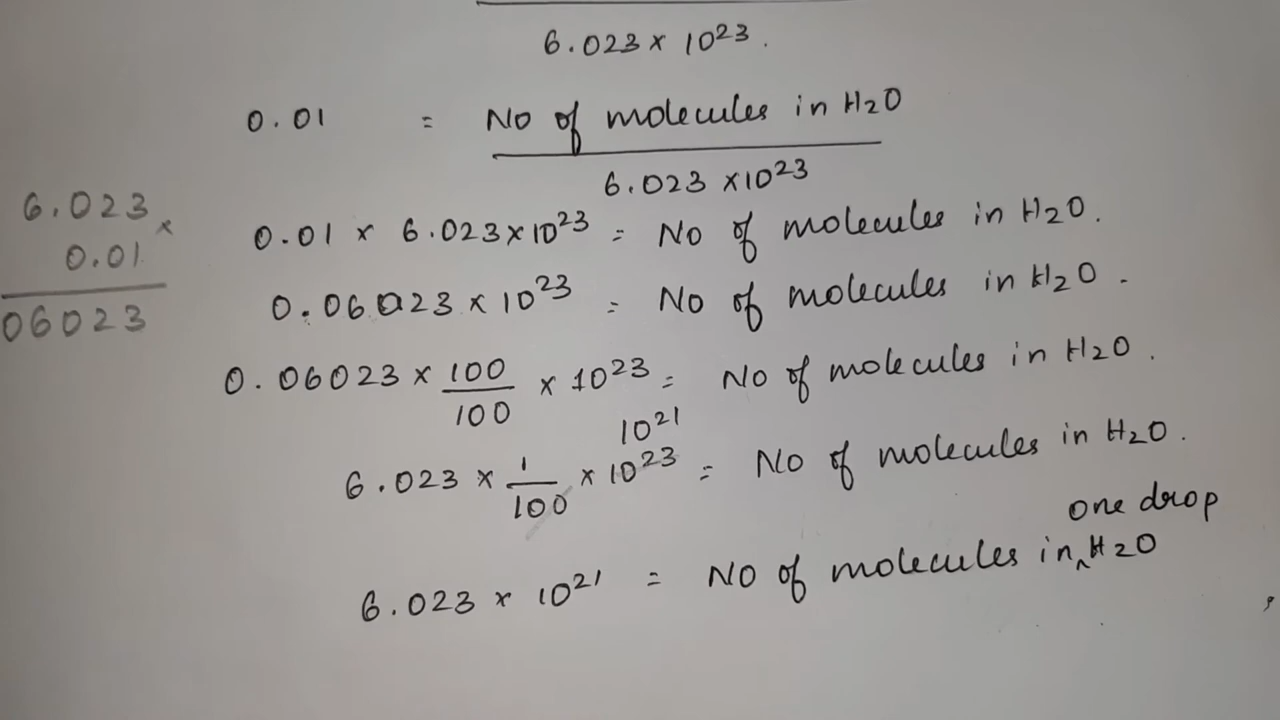 6.023 x 10²³.
0.01 = No of molecules in H2O
6.023 x10²³
0.01 x 6.023x10²³ = No of molecules in H2O.
0.06023 x 10²³ = No of molecules in H2O.
0.06023 x 100/100 x 10²³ = No of molecules in H2O.
10²¹
6.023 x 1/100 x 10²³ = No of molecules in H2O.
one drop
6.023 x 10²¹ = No of molecules in ^ H2O
6.023 x
0.01
06023